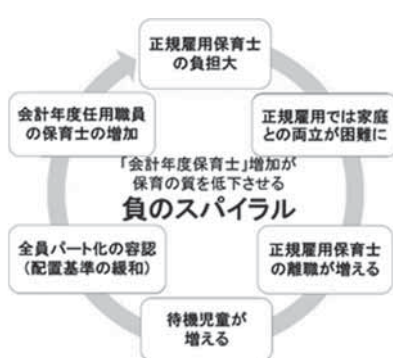 正規雇用保育士
の負担大
正規雇用では家庭
との両立が困難に
正規雇用保育士
の離職が増える
待機児童が
増える
全員パート化の容認
（配置基準の緩和）
会計年度任用職員
の保育士の増加
「会計年度保育士」増加が
保育の質を低下させる
負のスパイラル